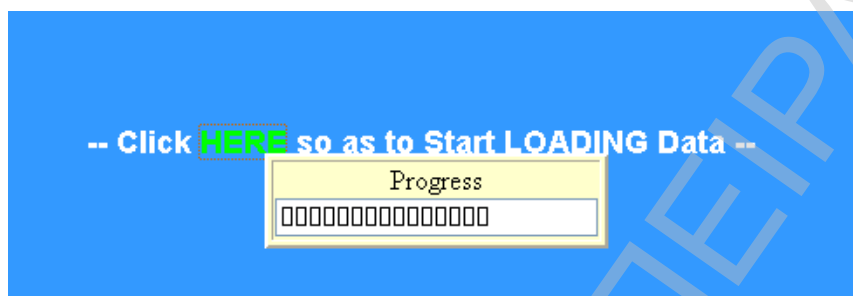 -- Click HERE so as to Start LOADING Data --
Progress